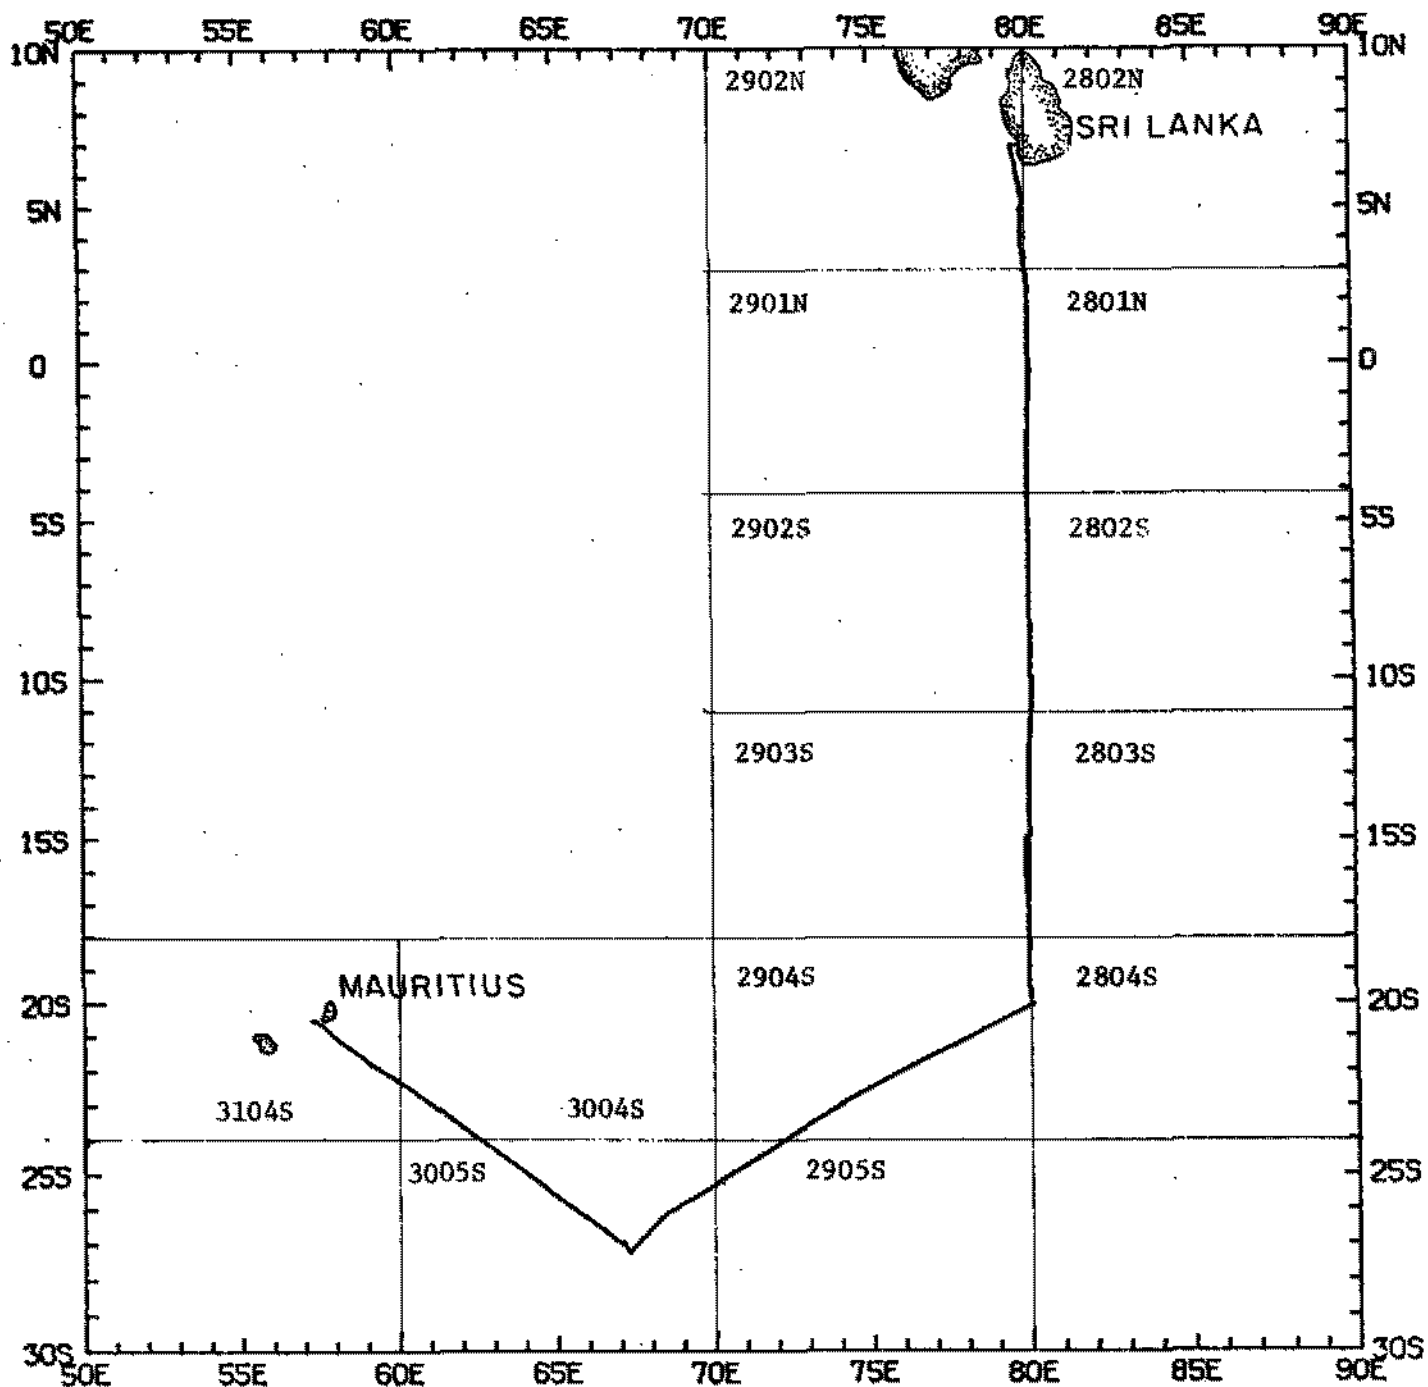 50E 55E 60E 65E 70E 75E 80E 85E 90E
10N 10N
2902N 2802N
SRI LANKA
5N 5N
2901N 2801N
0 0
5S 5S
2902S 2802S
10S 10S
2903S 2803S
15S 15S
2904S 2804S
MAURITIUS
20S 20S
3104S 3004S
3005S 2905S
25S 25S
30S 30S
50E 55E 60E 65E 70E 75E 80E 85E 90E